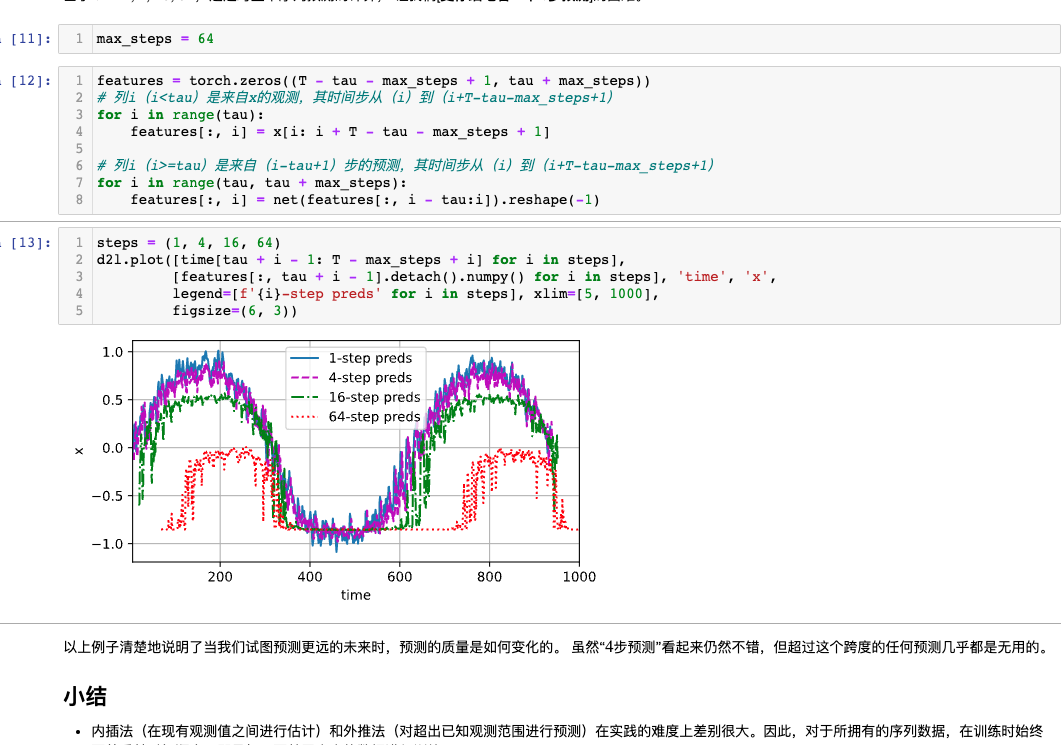 [11]:
1 max_steps = 64
[12]:
1 features = torch.zeros((T - tau - max_steps + 1, tau + max_steps))
2 # 列i（i<tau）是来自x的观测，其时间步从（i）到（i+T-tau-max_steps+1）
3 for i in range(tau):
4     features[:, i] = x[i: i + T - tau - max_steps + 1]
5
6 # 列i（i>=tau）是来自（i-tau+1）步的预测，其时间步从（i）到（i+T-tau-max_steps+1）
7 for i in range(tau, tau + max_steps):
8     features[:, i] = net(features[:, i - tau:i]).reshape(-1)
[13]:
1 steps = (1, 4, 16, 64)
2 d2l.plot([time[tau + i - 1: T - max_steps + i] for i in steps],
3          [features[:, tau + i - 1].detach().numpy() for i in steps], 'time', 'x',
4          legend=[f'{i}-step preds' for i in steps], xlim=[5, 1000],
5          figsize=(6, 3))
1.0
0.5
0.0
−0.5
−1.0
x
1-step preds
4-step preds
16-step preds
64-step preds
200 400 600 800 1000
time
以上例子清楚地说明了当我们试图预测更远的未来时，预测的质量是如何变化的。 虽然“4步预测”看起来仍然不错，但超过这个跨度的任何预测几乎都是无用的。
小结
• 内插法（在现有观测值之间进行估计）和外推法（对超出已知观测范围进行预测）在实践的难度上差别很大。因此，对于所拥有的序列数据，在训练时始终